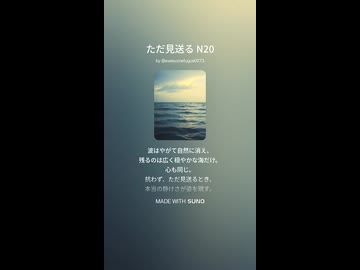 ただ見送る N20
波はやがて自然に消え、
残るのは広く穏やかな海だけ。
心も同じ。
抗わず、ただ見送るとき、
本当の静けさが姿を現す。
MADE WITH SUNO